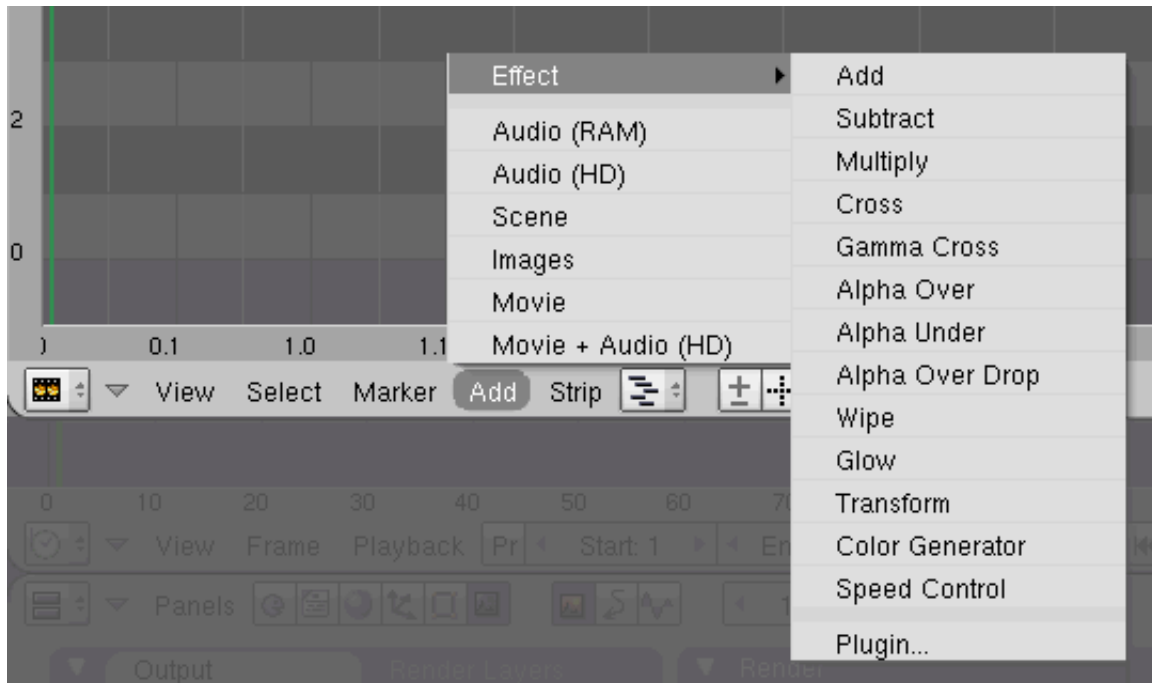 Effect
Audio (RAM)
Audio (HD)
Scene
Images
Movie
Movie + Audio (HD)
Add
Subtract
Multiply
Cross
Gamma Cross
Alpha Over
Alpha Under
Alpha Over Drop
Wipe
Glow
Transform
Color Generator
Speed Control
Plugin...
2
0
0.1 1.0 1.1
View Select Marker Add Strip
0 10 20 30 40 50 60
View Frame Playback Pr Start: 1 En
Panels
Output Render Layers Render